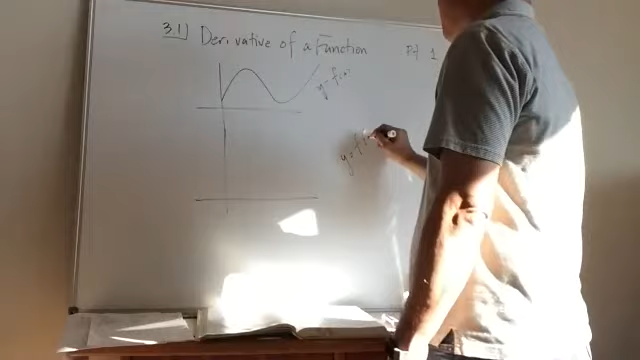 3.1) Derivative of a Function
Pt 1
y = f(x)
y = f(